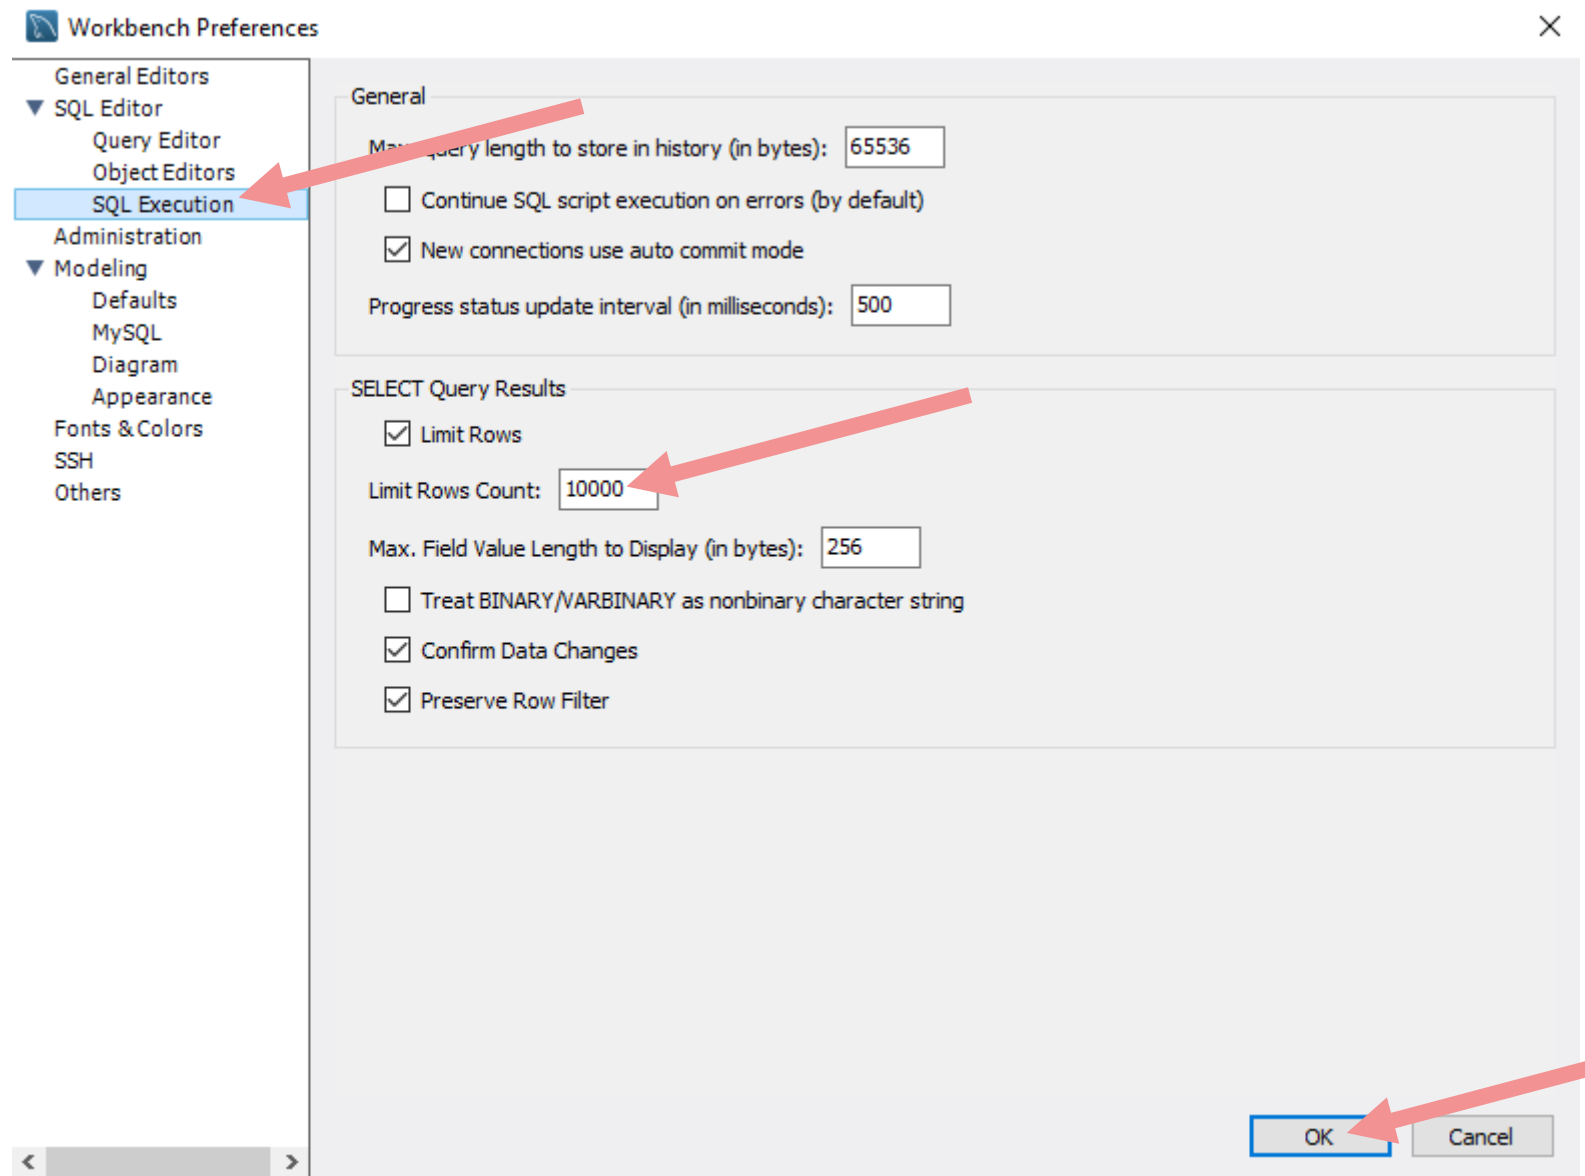 Workbench Preferences
General Editors
SQL Editor
Query Editor
Object Editors
SQL Execution
Administration
Modeling
Defaults
MySQL
Diagram
Appearance
Fonts & Colors
SSH
Others
General
query length to store in history (in bytes): 65536
Continue SQL script execution on errors (by default)
New connections use auto commit mode
Progress status update interval (in milliseconds): 500
SELECT Query Results
Limit Rows
Limit Rows Count: 10000
Max. Field Value Length to Display (in bytes): 256
Treat BINARY/VARBINARY as nonbinary character string
Confirm Data Changes
Preserve Row Filter
OK Cancel